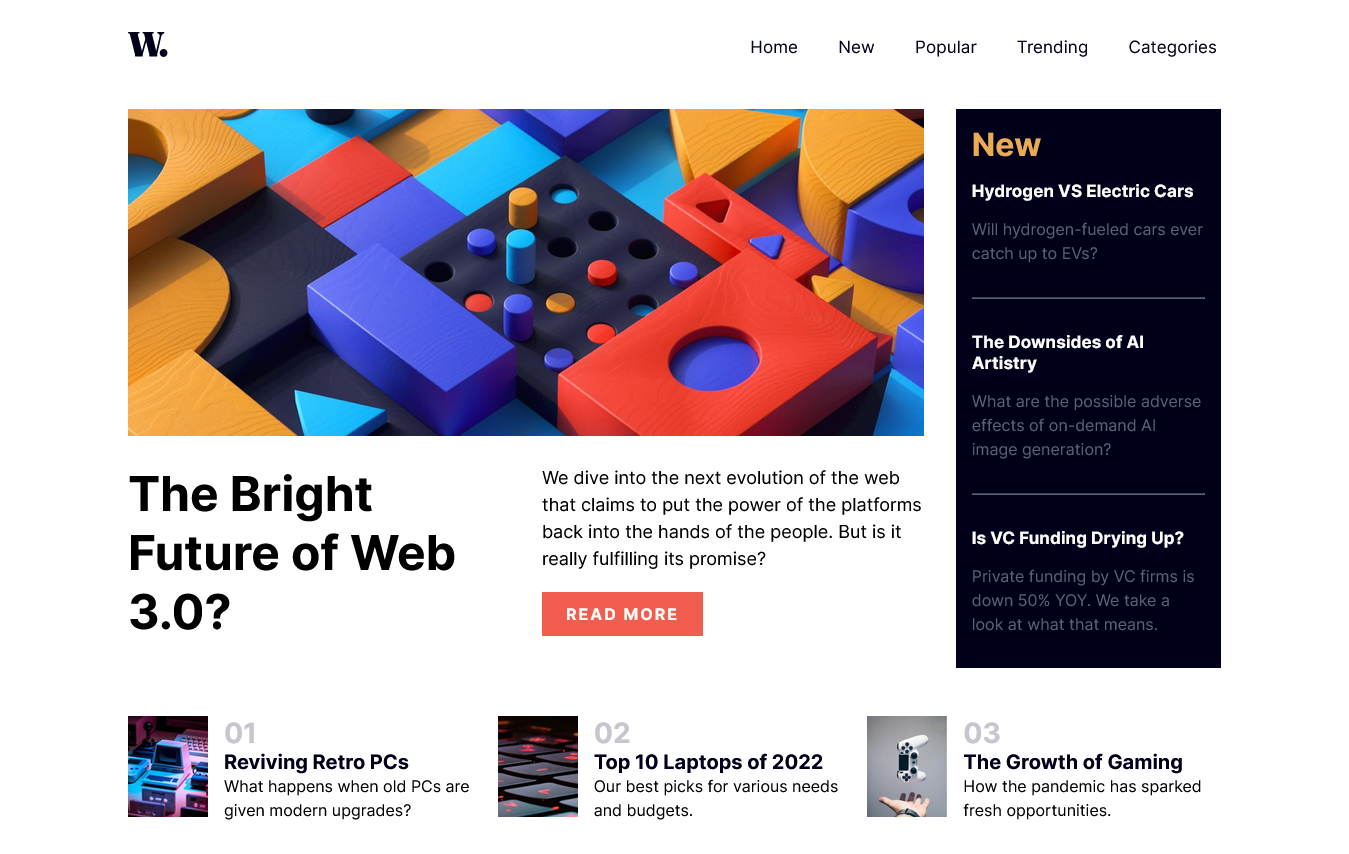 W.
Home New Popular Trending Categories
The Bright
Future of Web
3.0?
We dive into the next evolution of the web
that claims to put the power of the platforms
back into the hands of the people. But is it
really fulfilling its promise?
READ MORE
New
Hydrogen VS Electric Cars
Will hydrogen-fueled cars ever
catch up to EVs?
The Downsides of AI
Artistry
What are the possible adverse
effects of on-demand AI
image generation?
Is VC Funding Drying Up?
Private funding by VC firms is
down 50% YOY. We take a
look at what that means.
01
Reviving Retro PCs
What happens when old PCs are
given modern upgrades?
02
Top 10 Laptops of 2022
Our best picks for various needs
and budgets.
03
The Growth of Gaming
How the pandemic has sparked
fresh opportunities.